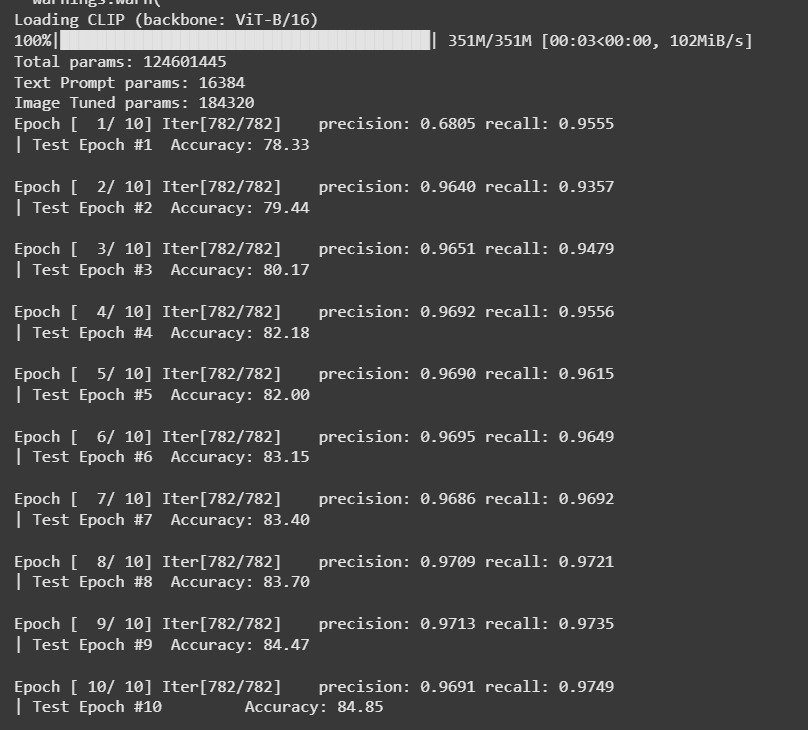 warnings.warn(
Loading CLIP (backbone: ViT-B/16)
100%|██████████████████████████████████████| 351M/351M [00:03<00:00, 102MiB/s]
Total params: 124601445
Text Prompt params: 16384
Image Tuned params: 184320
Epoch [  1/ 10] Iter[782/782]    precision: 0.6805 recall: 0.9555
| Test Epoch #1  Accuracy: 78.33
Epoch [  2/ 10] Iter[782/782]    precision: 0.9640 recall: 0.9357
| Test Epoch #2  Accuracy: 79.44
Epoch [  3/ 10] Iter[782/782]    precision: 0.9651 recall: 0.9479
| Test Epoch #3  Accuracy: 80.17
Epoch [  4/ 10] Iter[782/782]    precision: 0.9692 recall: 0.9556
| Test Epoch #4  Accuracy: 82.18
Epoch [  5/ 10] Iter[782/782]    precision: 0.9690 recall: 0.9615
| Test Epoch #5  Accuracy: 82.00
Epoch [  6/ 10] Iter[782/782]    precision: 0.9695 recall: 0.9649
| Test Epoch #6  Accuracy: 83.15
Epoch [  7/ 10] Iter[782/782]    precision: 0.9686 recall: 0.9692
| Test Epoch #7  Accuracy: 83.40
Epoch [  8/ 10] Iter[782/782]    precision: 0.9709 recall: 0.9721
| Test Epoch #8  Accuracy: 83.70
Epoch [  9/ 10] Iter[782/782]    precision: 0.9713 recall: 0.9735
| Test Epoch #9  Accuracy: 84.47
Epoch [ 10/ 10] Iter[782/782]    precision: 0.9691 recall: 0.9749
| Test Epoch #10         Accuracy: 84.85